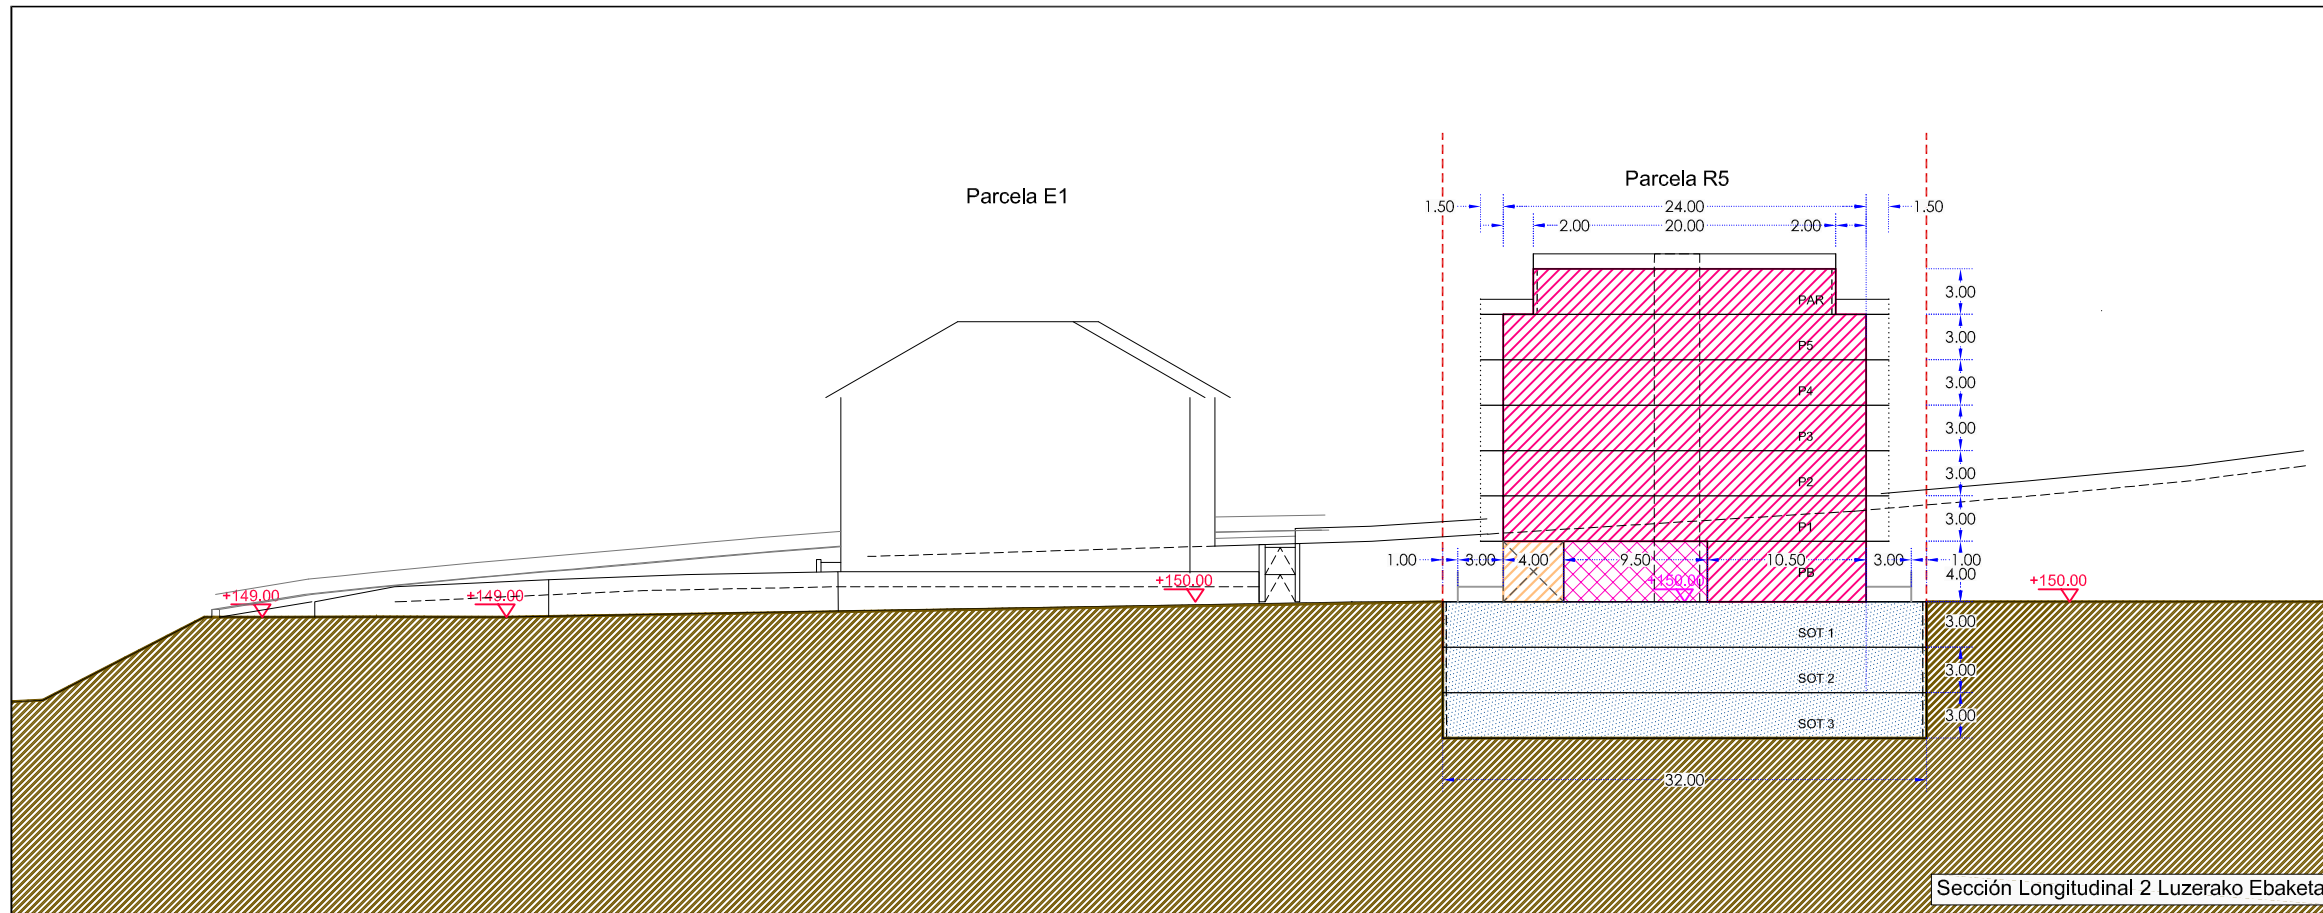 Parcela E1
Parcela R5
1.50
24.00
1.50
2.00
20.00
2.00
PAR
3.00
P5
3.00
P4
3.00
P3
3.00
P2
3.00
P1
3.00
1.00
3.00
4.00
9.50
10.50
3.00
1.00
PB
4.00
+149.00
+149.00
+150.00
+150.00
+150.00
SOT 1
3.00
SOT 2
3.00
SOT 3
3.00
32.00
Sección Longitudinal 2 Luzerako Ebaketa